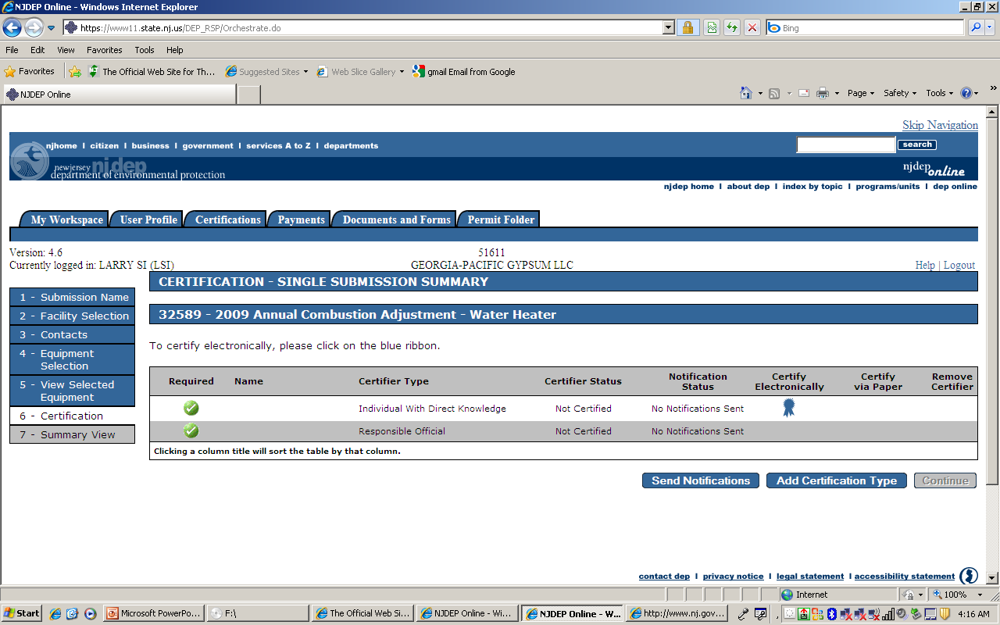 NJDEP Online - Windows Internet Explorer
https://www11.state.nj.us/DEP_RSP/Orchestrate.do
Bing
File Edit View Favorites Tools Help
Favorites The Official Web Site for Th... Suggested Sites Web Slice Gallery gmail Email from Google
NJDEP Online Page Safety Tools
Skip Navigation
njhome | citizen | business | government | services A to Z | departments
search
newjersey njdep
department of environmental protection
njdep online
njdep home | about dep | index by topic | programs/units | dep online
My Workspace User Profile Certifications Payments Documents and Forms Permit Folder
Version: 4.6 51611
Currently logged in: LARRY SI (LSI) GEORGIA-PACIFIC GYPSUM LLC Help | Logout
CERTIFICATION - SINGLE SUBMISSION SUMMARY
1 - Submission Name
2 - Facility Selection
3 - Contacts
4 - Equipment
Selection
5 - View Selected
Equipment
6 - Certification
7 - Summary View
32589 - 2009 Annual Combustion Adjustment - Water Heater
To certify electronically, please click on the blue ribbon.
Required Name Certifier Type Certifier Status Notification Status Certify Electronically Certify via Paper Remove Certifier
Individual With Direct Knowledge Not Certified No Notifications Sent
Responsible Official Not Certified No Notifications Sent
Clicking a column title will sort the table by that column.
Send Notifications Add Certification Type Continue
contact dep | privacy notice | legal statement | accessibility statement
Internet 100%
Start Microsoft PowerPo... F:\ The Official Web Si... NJDEP Online - Wi... NJDEP Online - W... http://www.nj.gov... 4:16 AM